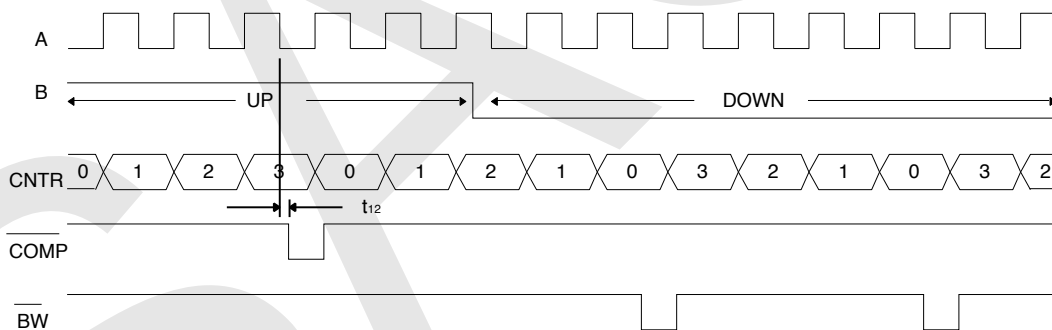 A
B UP DOWN
CNTR 0 1 2 3 0 1 2 1 0 3 2 1 0 3 2
t₁₂
COMP
BW